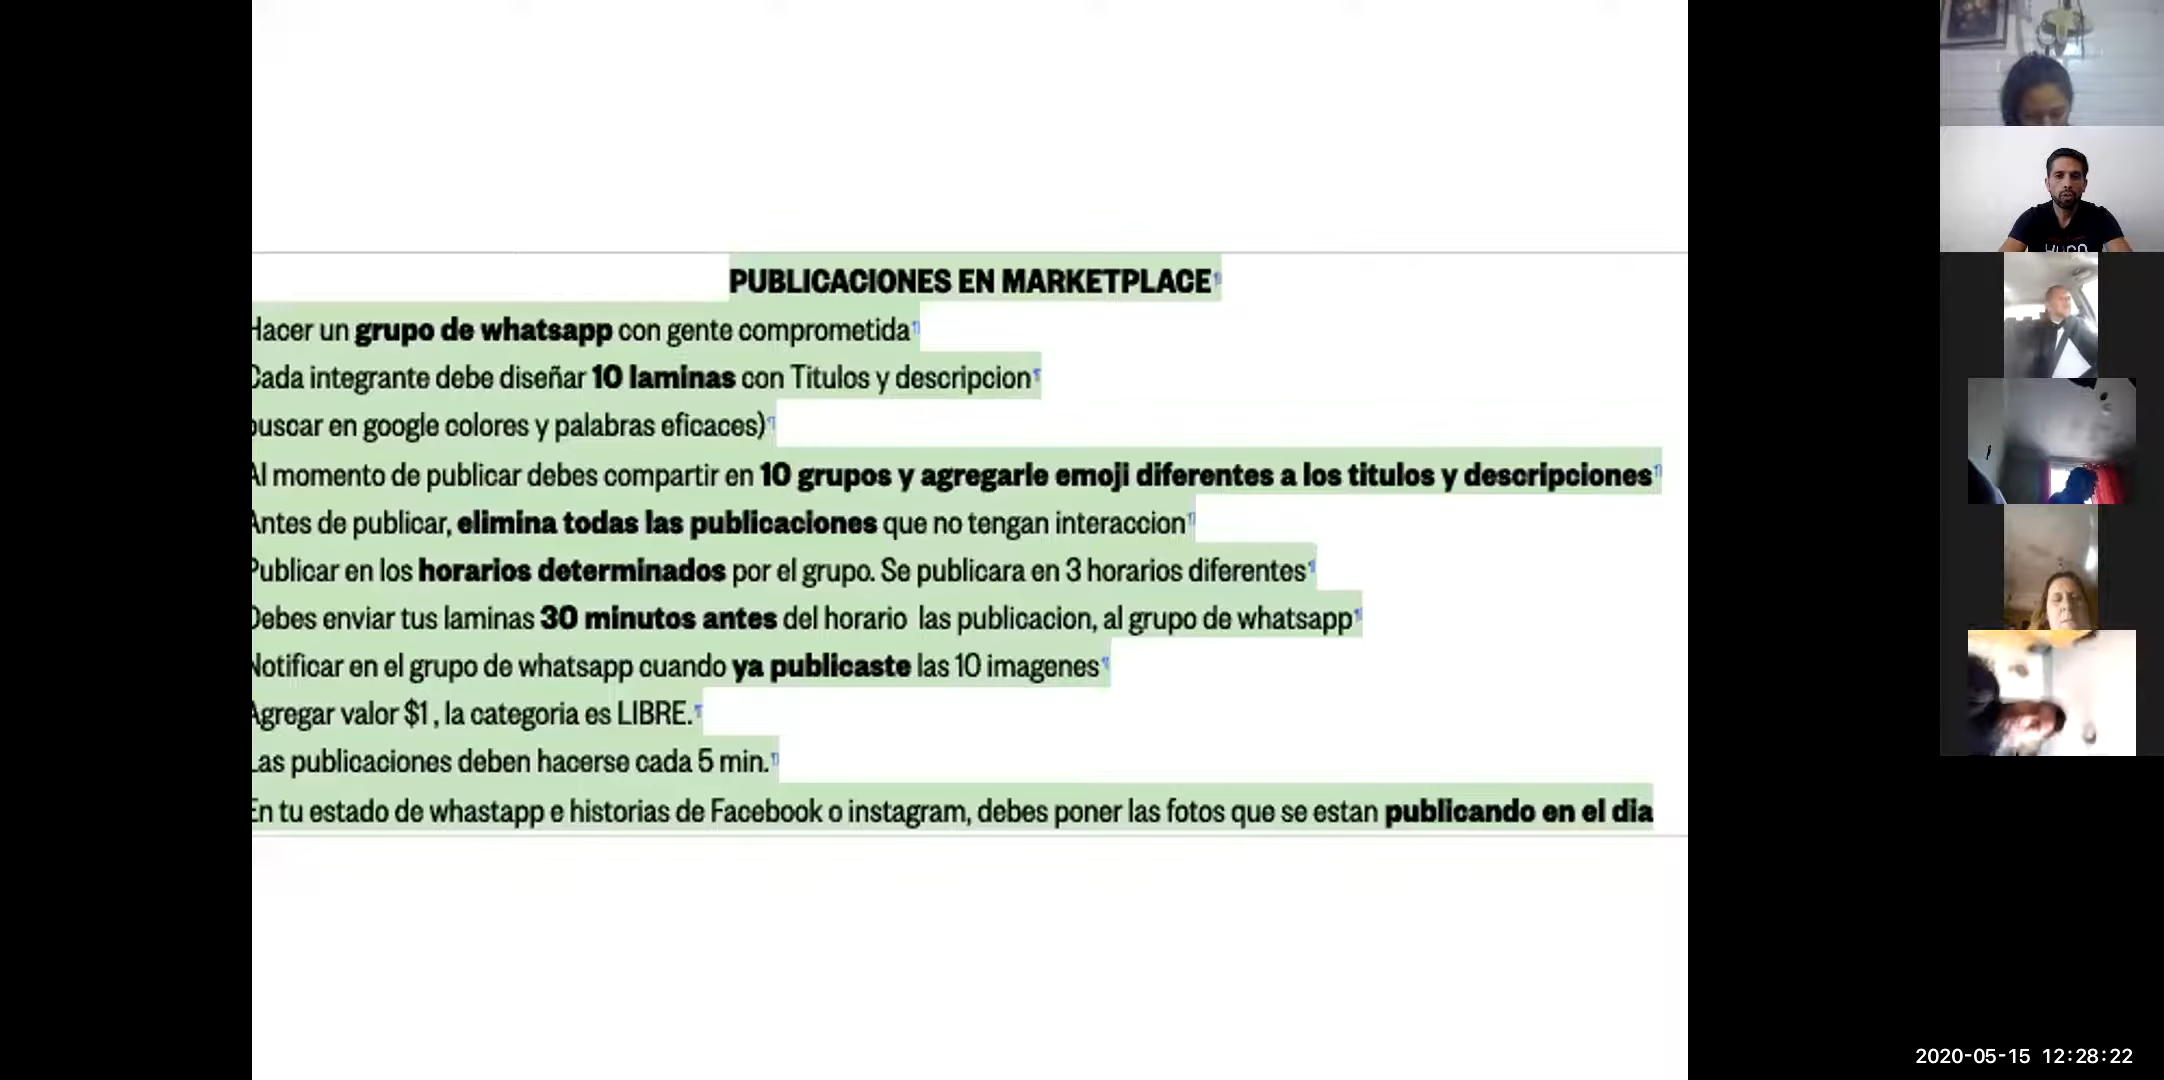 PUBLICACIONES EN MARKETPLACE
Hacer un grupo de whatsapp con gente comprometida
Cada integrante debe diseñar 10 laminas con Titulos y descripcion
buscar en google colores y palabras eficaces)
Al momento de publicar debes compartir en 10 grupos y agregarle emoji diferentes a los titulos y descripciones
Antes de publicar, elimina todas las publicaciones que no tengan interaccion
Publicar en los horarios determinados por el grupo. Se publicara en 3 horarios diferentes
Debes enviar tus laminas 30 minutos antes del horario las publicacion, al grupo de whatsapp
Notificar en el grupo de whatsapp cuando ya publicaste las 10 imagenes
Agregar valor $1 , la categoria es LIBRE.
Las publicaciones deben hacerse cada 5 min.
En tu estado de whastapp e historias de Facebook o instagram, debes poner las fotos que se estan publicando en el dia
2020-05-15 12:28:22